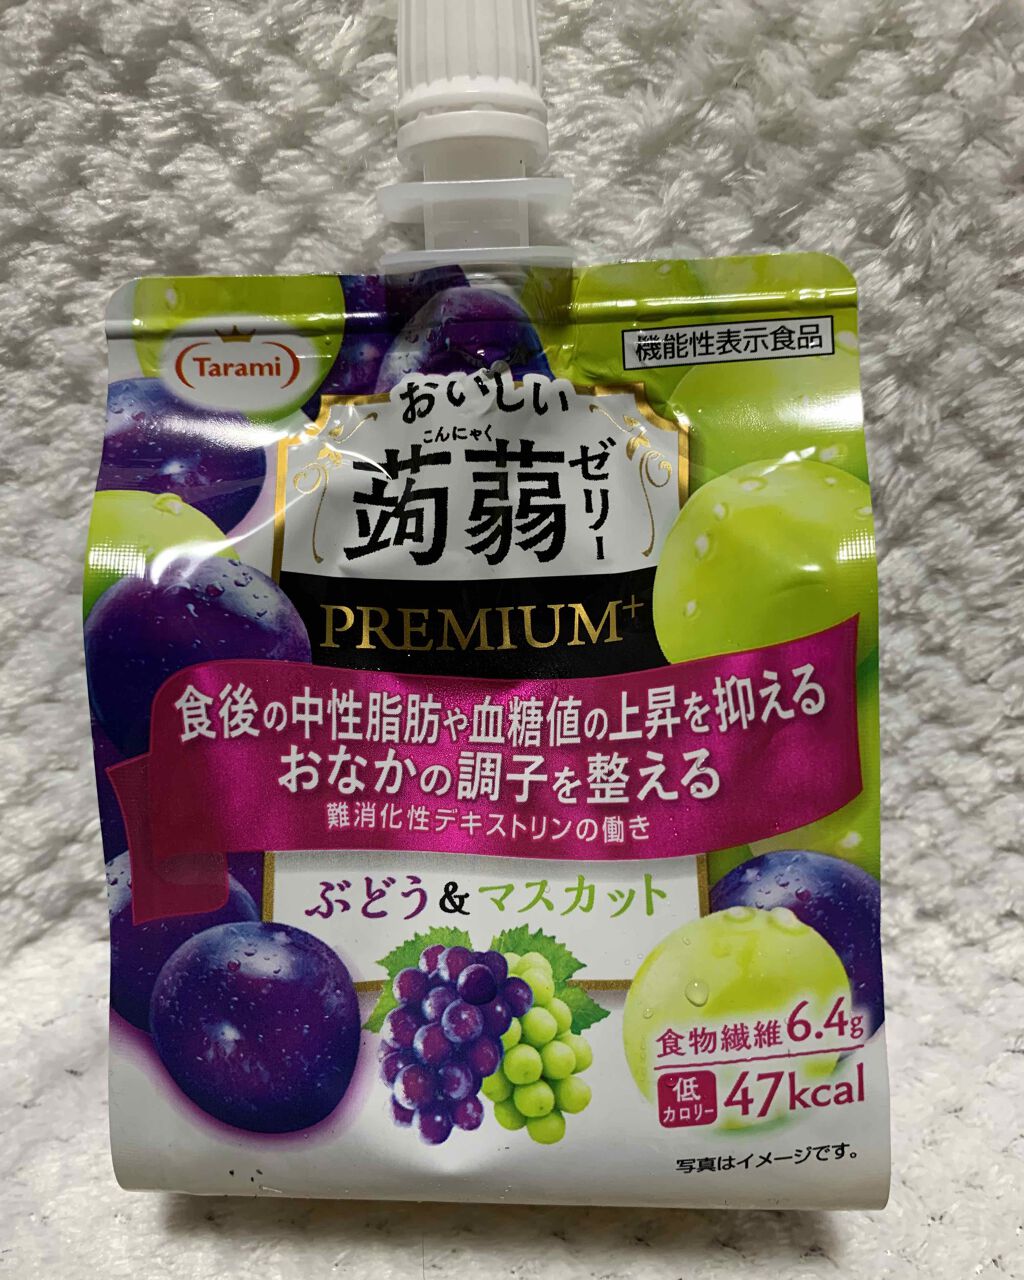 Tarami
機能性表示食品
おいしい
こんにゃく
蒟蒻ゼリー
PREMIUM+
食後の中性脂肪や血糖値の上昇を抑える
おなかの調子を整える
難消化性デキストリンの働き
ぶどう&マスカット
食物繊維6.4g
低カロリー 47kcal
写真はイメージです。